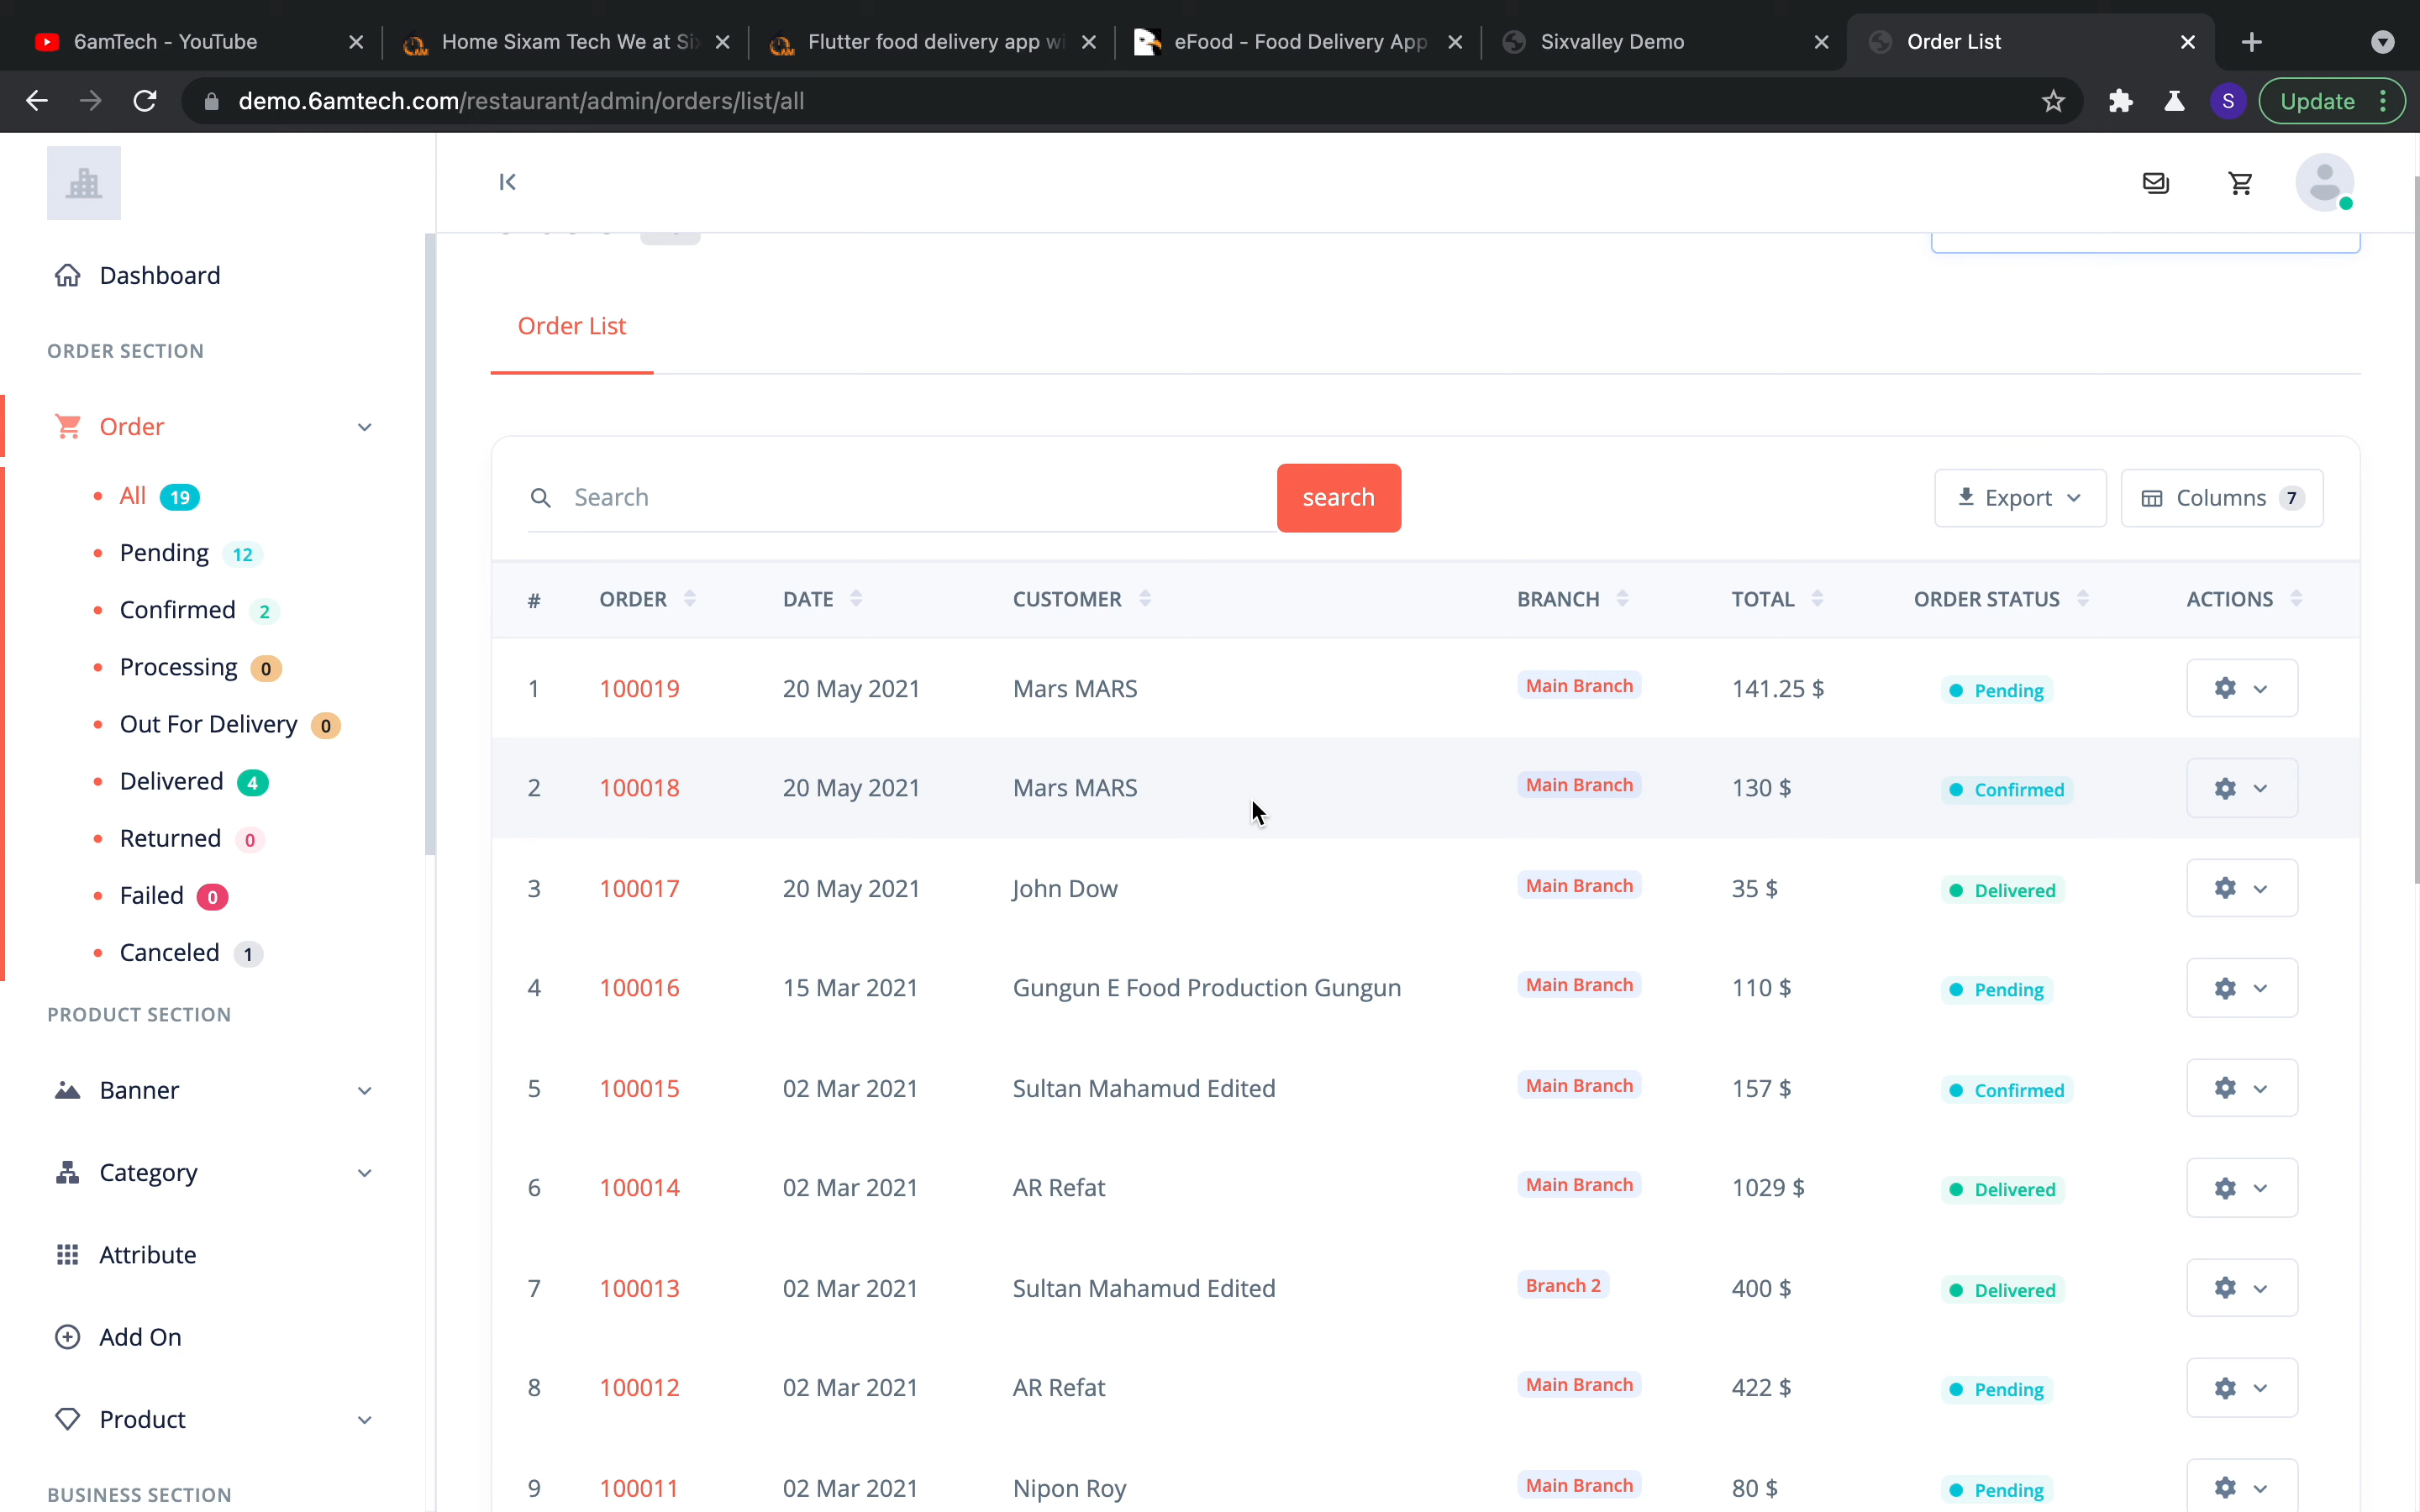 6amTech - YouTube
Home Sixam Tech We at Si
Flutter food delivery app wi
eFood - Food Delivery App
Sixvalley Demo
Order List
demo.6amtech.com/restaurant/admin/orders/list/all
S
Update
Dashboard
ORDER SECTION
Order
All 19
Pending 12
Confirmed 2
Processing 0
Out For Delivery 0
Delivered 4
Returned 0
Failed 0
Canceled 1
PRODUCT SECTION
Banner
Category
Attribute
Add On
Product
BUSINESS SECTION
Order List
Search
search
Export
Columns 7
# ORDER DATE CUSTOMER BRANCH TOTAL ORDER STATUS ACTIONS
1 100019 20 May 2021 Mars MARS Main Branch 141.25 $ Pending
2 100018 20 May 2021 Mars MARS Main Branch 130 $ Confirmed
3 100017 20 May 2021 John Dow Main Branch 35 $ Delivered
4 100016 15 Mar 2021 Gungun E Food Production Gungun Main Branch 110 $ Pending
5 100015 02 Mar 2021 Sultan Mahamud Edited Main Branch 157 $ Confirmed
6 100014 02 Mar 2021 AR Refat Main Branch 1029 $ Delivered
7 100013 02 Mar 2021 Sultan Mahamud Edited Branch 2 400 $ Delivered
8 100012 02 Mar 2021 AR Refat Main Branch 422 $ Pending
9 100011 02 Mar 2021 Nipon Roy Main Branch 80 $ Pending